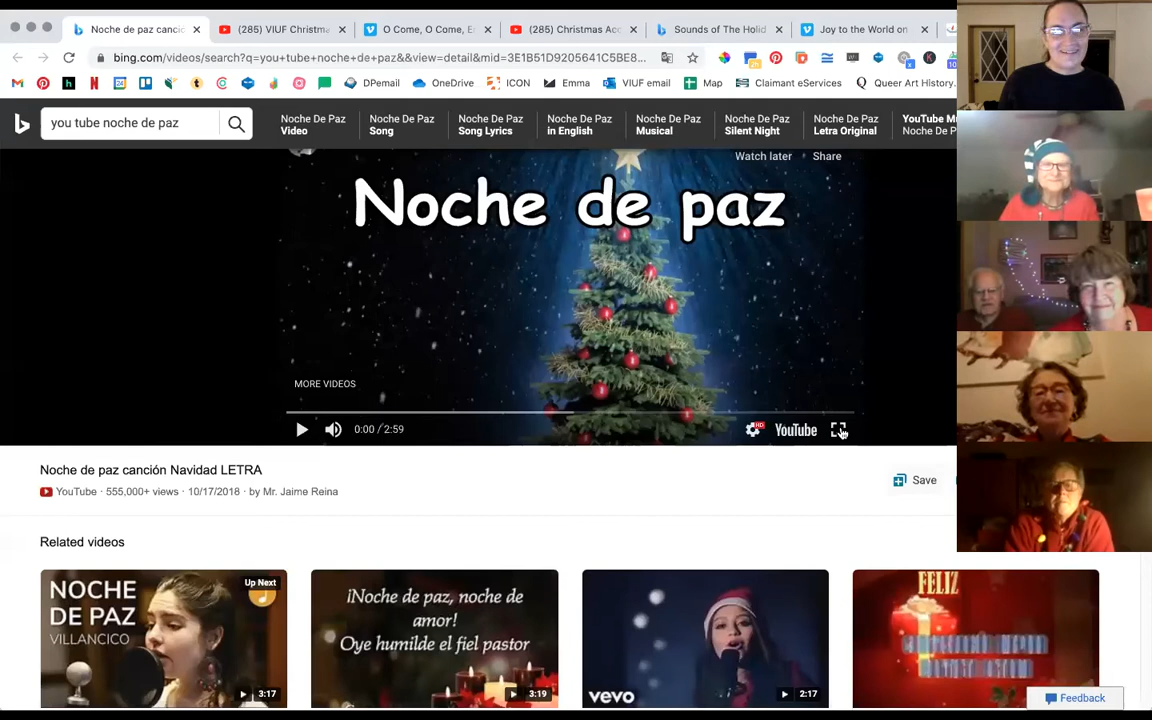 Noche de paz canció
(285) VIUF Christma
O Come, O Come, E
(285) Christmas Acc
Sounds of The Holid
Joy to the World on
bing.com/videos/search?q=you+tube+noche+de+paz&&view=detail&mid=3E1B51D9205641C5BE8...
DPemail
OneDrive
ICON
Emma
VIUF email
Map
Claimant eServices
Queer Art History.
you tube noche de paz
Noche De Paz
Video
Noche De Paz
Song
Noche De Paz
Song Lyrics
Noche De Paz
in English
Noche De Paz
Musical
Noche De Paz
Silent Night
Noche De Paz
Letra Original
YouTube M
Noche De P
Watch later
Share
Noche de paz
MORE VIDEOS
0:00 / 2:59
HD
YouTube
Noche de paz canción Navidad LETRA
Save
YouTube · 555,000+ views · 10/17/2018 · by Mr. Jaime Reina
Related videos
NOCHE
DE PAZ
VILLANCICO
Up Next
3:17
¡Noche de paz, noche de
amor!
Oye humilde el fiel pastor
3:19
vevo
2:17
FELIZ
Feedback